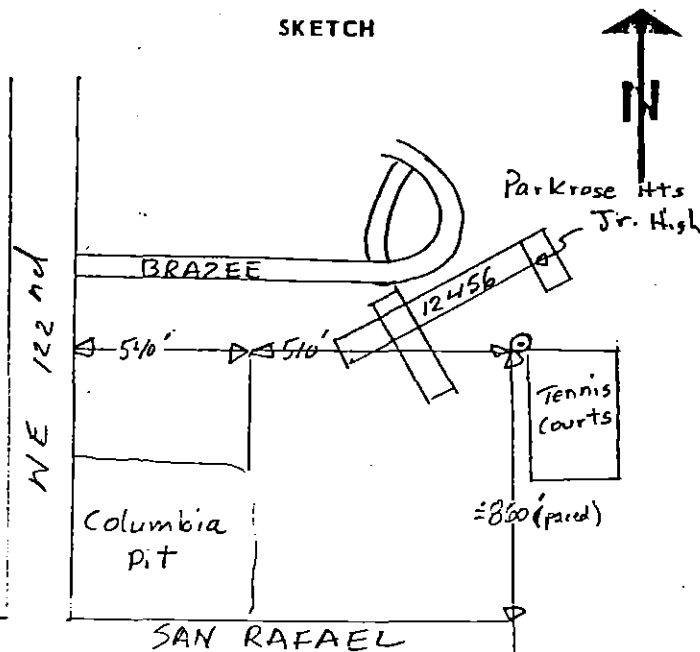 SKETCH
N
Parkrose Hts
Jr. High
BRAZEE
12456
NE 122nd
540'
510'
Tennis
Courts
≈860'(paced)
Columbia
Pit
SAN RAFAEL